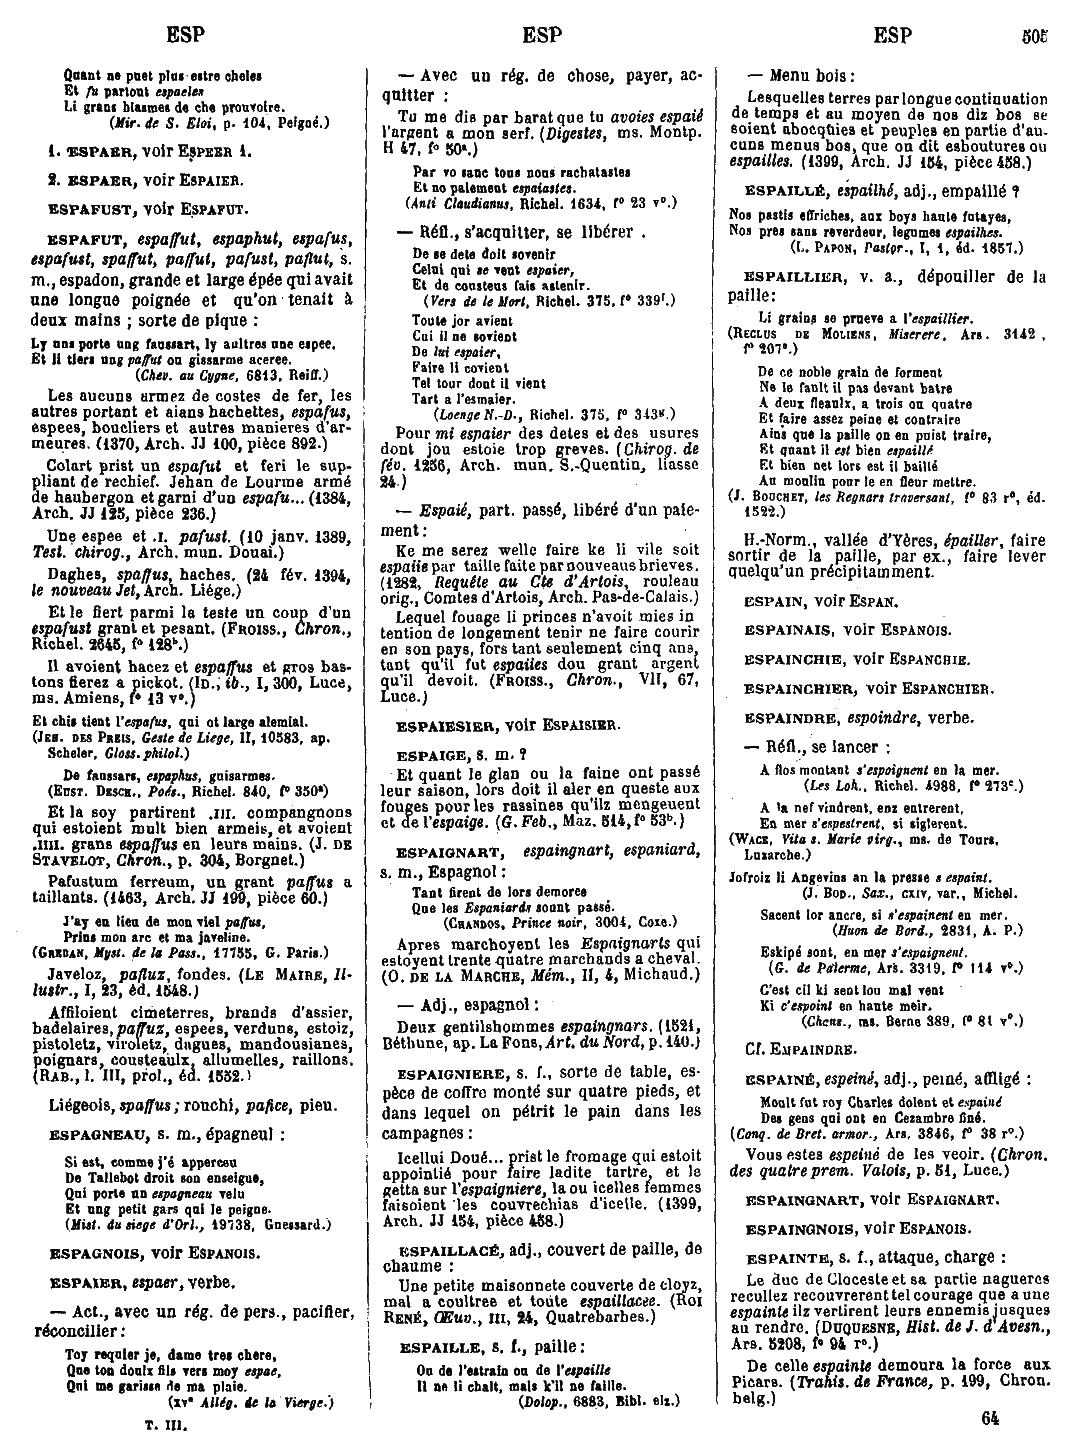 ESP
ESP
ESP
505
Quant ne puet plus estre cheles
Et fu partout espaeles
Li grans blasmes de che prouvoire.
(Mir. de S. Eloi, p. 104, Peigné.)
1. ESPAER, voir ESPEER 1.
2. ESPAER, voir ESPAIER.
ESPAFUST, voir ESPAFUT.
ESPAFUT, espaffut, espaphut, espafus,
espafust, spaffut, paffut, pafust, paflut, s.
m., espadon, grande et large épée qui avait
une longue poignée et qu'on tenait à
deux mains ; sorte de pique :
Ly uns porte ung faussart, ly aultres une espee,
Et li tiers ung paffut ou gissarme aceree.
(Chev. au Cygne, 6813, Reiff.)
Les aucuns armez de costes de fer, les
autres portant et aians hachettes, espafus,
espees, boucliers et autres manieres d'ar-
meures. (1370, Arch. JJ 100, pièce 892.)
Colart prist un espafut et feri le sup-
pliant de rechief. Jehan de Lourme armé
de haubergon et garni d'un espafu... (1384,
Arch. JJ 125, pièce 236.)
Une espee et .I. pafust. (10 janv. 1389,
Test. chirog., Arch. mun. Douai.)
Daghes, spaffus, haches. (24 fév. 1394,
le nouveau Jet, Arch. Liège.)
Et le fiert parmi la teste un coup d'un
espafust grant et pesant. (FROISS., Chron.,
Richel. 2645, f° 128b.)
Il avoient hacez et espaffus et gros bas-
tons fierez a pickot. (ID., ib., I, 300, Luce,
ms. Amiens, f° 13 v°.)
Et chis tient l'espafus, qui ot large alemial.
(JEH. DES PREIS, Geste de Liege, II, 10583, ap.
Scheler, Gloss. philol.)
De faussars, espaphus, guisarmes.
(EUST. DESCH., Poés., Richel. 840, f° 350a)
Et la soy partirent .III. compangnons
qui estoient mult bien armeis, et avoient
.IIII. grans espaffus en leurs mains. (J. DE
STAVELOT, Chron., p. 304, Borgnet.)
Pafustum ferreum, un grant paffus a
taillants. (1463, Arch. JJ 199, pièce 60.)
J'ay en lieu de mon viel paffus,
Prins mon arc et ma javeline.
(GREBAN, Myst. de la Pass., 17755, G. Paris.)
Javeloz, pafluz, fondes. (LE MAIRE, Il-
lustr., I, 23, éd. 1548.)
Affiloient cimeterres, brands d'assier,
badelaires, paffuz, espees, verduns, estoiz,
pistoletz, viroletz, dagues, mandousianes,
poignars, cousteaulx, allumelles, raillons.
(RAB., l. III, prol., éd. 1552.)
Liégeois, spaffus ; rouchi, pafice, pieu.
ESPAGNEAU, s. m., épagneul :
Si est, comme j'é apperceu
De Tallebot droit son enseigne,
Qui porte un espagneau velu
Et ung petit gars qui le peigne.
(Mist. du siege d'Orl., 19738, Guessard.)
ESPAGNOIS, voir ESPANOIS.
ESPAIER, espaer, verbe.
— Act., avec un rég. de pers., pacifier,
réconcilier :
Toy requier je, dame tres chere,
Que ton doulx fils vers moy espae,
Qui me garisse de ma plaie.
(XVe Allég. de la Vierge.)
T. III.
— Avec un rég. de chose, payer, ac-
quitter :
Tu me dis par barat que tu avoies espaié
l'argent a mon serf. (Digestes, ms. Montp.
H 47, f° 50a.)
Par vo sanc tous nous rachatastes
Et no paiement espaiastes.
(Anti Claudianus, Richel. 1634, f° 23 v°.)
— Réfl., s'acquitter, se libérer .
De se dete doit sovenir
Celui qui se veut espaier,
Et de cousteus fais astenir.
(Vers de le Mort, Richel. 375, f° 339f.)
Toute jor avient
Cui il ne sovient
De lui espaier,
Faire li covient
Tel tour dont il vient
Tart a l'esmaier.
(Loenge N.-D., Richel. 375, f° 343g.)
Pour mi espaier des detes et des usures
dont jou estoie trop greves. (Chirog. de
fév. 1256, Arch. mun. S.-Quentin, liasse
24.)
— Espaié, part. passé, libéré d'un paie-
ment :
Ke me serez welle faire ke li vile soit
espaiie par taille faite par nouveaus brieves.
(1282, Requête au Cte d'Artois, rouleau
orig., Comtes d'Artois, Arch. Pas-de-Calais.)
Lequel fouage li princes n'avoit mies in
tention de longement tenir ne faire courir
en son pays, fors tant seulement cinq ans,
tant qu'il fut espaiies dou grant argent
qu'il devoit. (FROISS., Chron., VII, 67,
Luce.)
ESPAIESIER, voir ESPAISIER.
ESPAIGE, s. m. ?
Et quant le glan ou la faine ont passé
leur saison, lors doit il aler en queste aux
fouges pour les rassines qu'ilz mengeuent
et de l'espaige. (G. Feb., Maz. 514, f° 53b.)
ESPAIGNART, espaingnart, espaniard,
s. m., Espagnol :
Tant firent de lors demoree
Que les Espaniards sount passé.
(CHANDOS, Prince noir, 3004, Coxe.)
Apres marchoyent les Espaignarts qui
estoyent trente quatre marchands a cheval.
(O. DE LA MARCHE, Mém., II, 4, Michaud.)
— Adj., espagnol :
Deux gentilshommes espaingnars. (1521,
Béthune, ap. La Fons, Art. du Nord, p. 140.)
ESPAIGNIERE, s. f., sorte de table, es-
pèce de coffre monté sur quatre pieds, et
dans lequel on pétrit le pain dans les
campagnes :
Icellui Doué... prist le fromage qui estoit
appointié pour faire ladite tartre, et le
getta sur l'espaigniere, la ou icelles femmes
faisoient les couvrechias d'icelle. (1399,
Arch. JJ 154, pièce 458.)
ESPAILLACÉ, adj., couvert de paille, de
chaume :
Une petite maisonnete couverte de cloyz,
mal a coultree et toute espaillacee. (ROI
RENÉ, Œuv., III, 24, Quatrebarbes.)
ESPAILLE, s. f., paille :
Ou de l'estrain ou de l'espaille
Il ne li chalt, mais k'il ne faille.
(Dolop., 6883, Bibl. elz.)
— Menu bois :
Lesquelles terres par longue continuation
de temps et au moyen de nos diz bos se
soient abocquies et peuples en partie d'au-
cuns menus bos, que on dit esboutures ou
espailles. (1399, Arch. JJ 154, pièce 458.)
ESPAILLÉ, espailhé, adj., empaillé ?
Nos pastis effriches, aux boys haute futayes,
Nos pres sans reverdeur, legumes espailhes.
(L. PAPON, Pastor., I, 1, éd. 1857.)
ESPAILLIER, v. a., dépouiller de la
paille :
Li grains se prueve a l'espaillier.
(RECLUS DE MOLIENS, Miserere, Ars. 3142,
f° 207a.)
De ce noble grain de forment
Ne le fault il pas devant batre
A deux fleaulx, a trois ou quatre
Et faire assez peine et contraire
Ains que la paille on en puist traire,
Et quant il est bien espaillé
Et bien net lors est il baillé
Au moulin pour le en fleur mettre.
(J. BOUCHET, les Regnars traversant, f° 83 r°, éd.
1522.)
H.-Norm., vallée d'Yères, épailler, faire
sortir de la paille, par ex., faire lever
quelqu'un précipitamment.
ESPAIN, voir ESPAN.
ESPAINAIS, voir ESPANOIS.
ESPAINCHIE, voir ESPANCHIE.
ESPAINCHIER, voir ESPANCHIER.
ESPAINDRE, espoindre, verbe.
— Réfl., se lancer :
A flos montant s'espoignent en la mer.
(Les Loh., Richel. 4988, f° 273c.)
A la nef vindrent, enz entrerent,
En mer s'espestrent, si siglerent.
(WACE, Vita s. Marie virg., ms. de Tours,
Luzarche.)
Jofroiz li Angevins an la presse s espaint.
(J. BOD., Sax., CXIV, var., Michel.
Sacent lor ancre, si s'espainent en mer.
(Huon de Bord., 2831, A. P.)
Eskipé sont, en mer s'espaignent.
(G. de Palerme, Ars. 3319, f° 114 v°.)
C'est cil ki sent lou mal vent
Ki c'espoint en haute meir.
(Chans., ms. Berne 389, f° 81 v°.)
Cf. EMPAINDRE.
ESPAINÉ, espeiné, adj., peiné, affligé :
Moult fut roy Charles dolent et espainé
Des gens qui ont en Cezambre finé.
(Conq. de Bret. armor., Ars. 3846, f° 38 r°.)
Vous estes espeiné de les veoir. (Chron.
des quatre prem. Valois, p. 51, Luce.)
ESPAINGNART, voir ESPAIGNART.
ESPAINGNOIS, voir ESPANOIS.
ESPAINTE, s. f., attaque, charge :
Le duc de Cloceste et sa partie nagueres
recullez recouvrerent tel courage que a une
espainte ilz vertirent leurs ennemis jusques
au rendre. (DUQUESNE, Hist. de J. d'Avesn.,
Ars. 5208, f° 94 r°.)
De celle espainte demoura la force aux
Picars. (Trahis. de France, p. 199, Chron.
belg.)
64